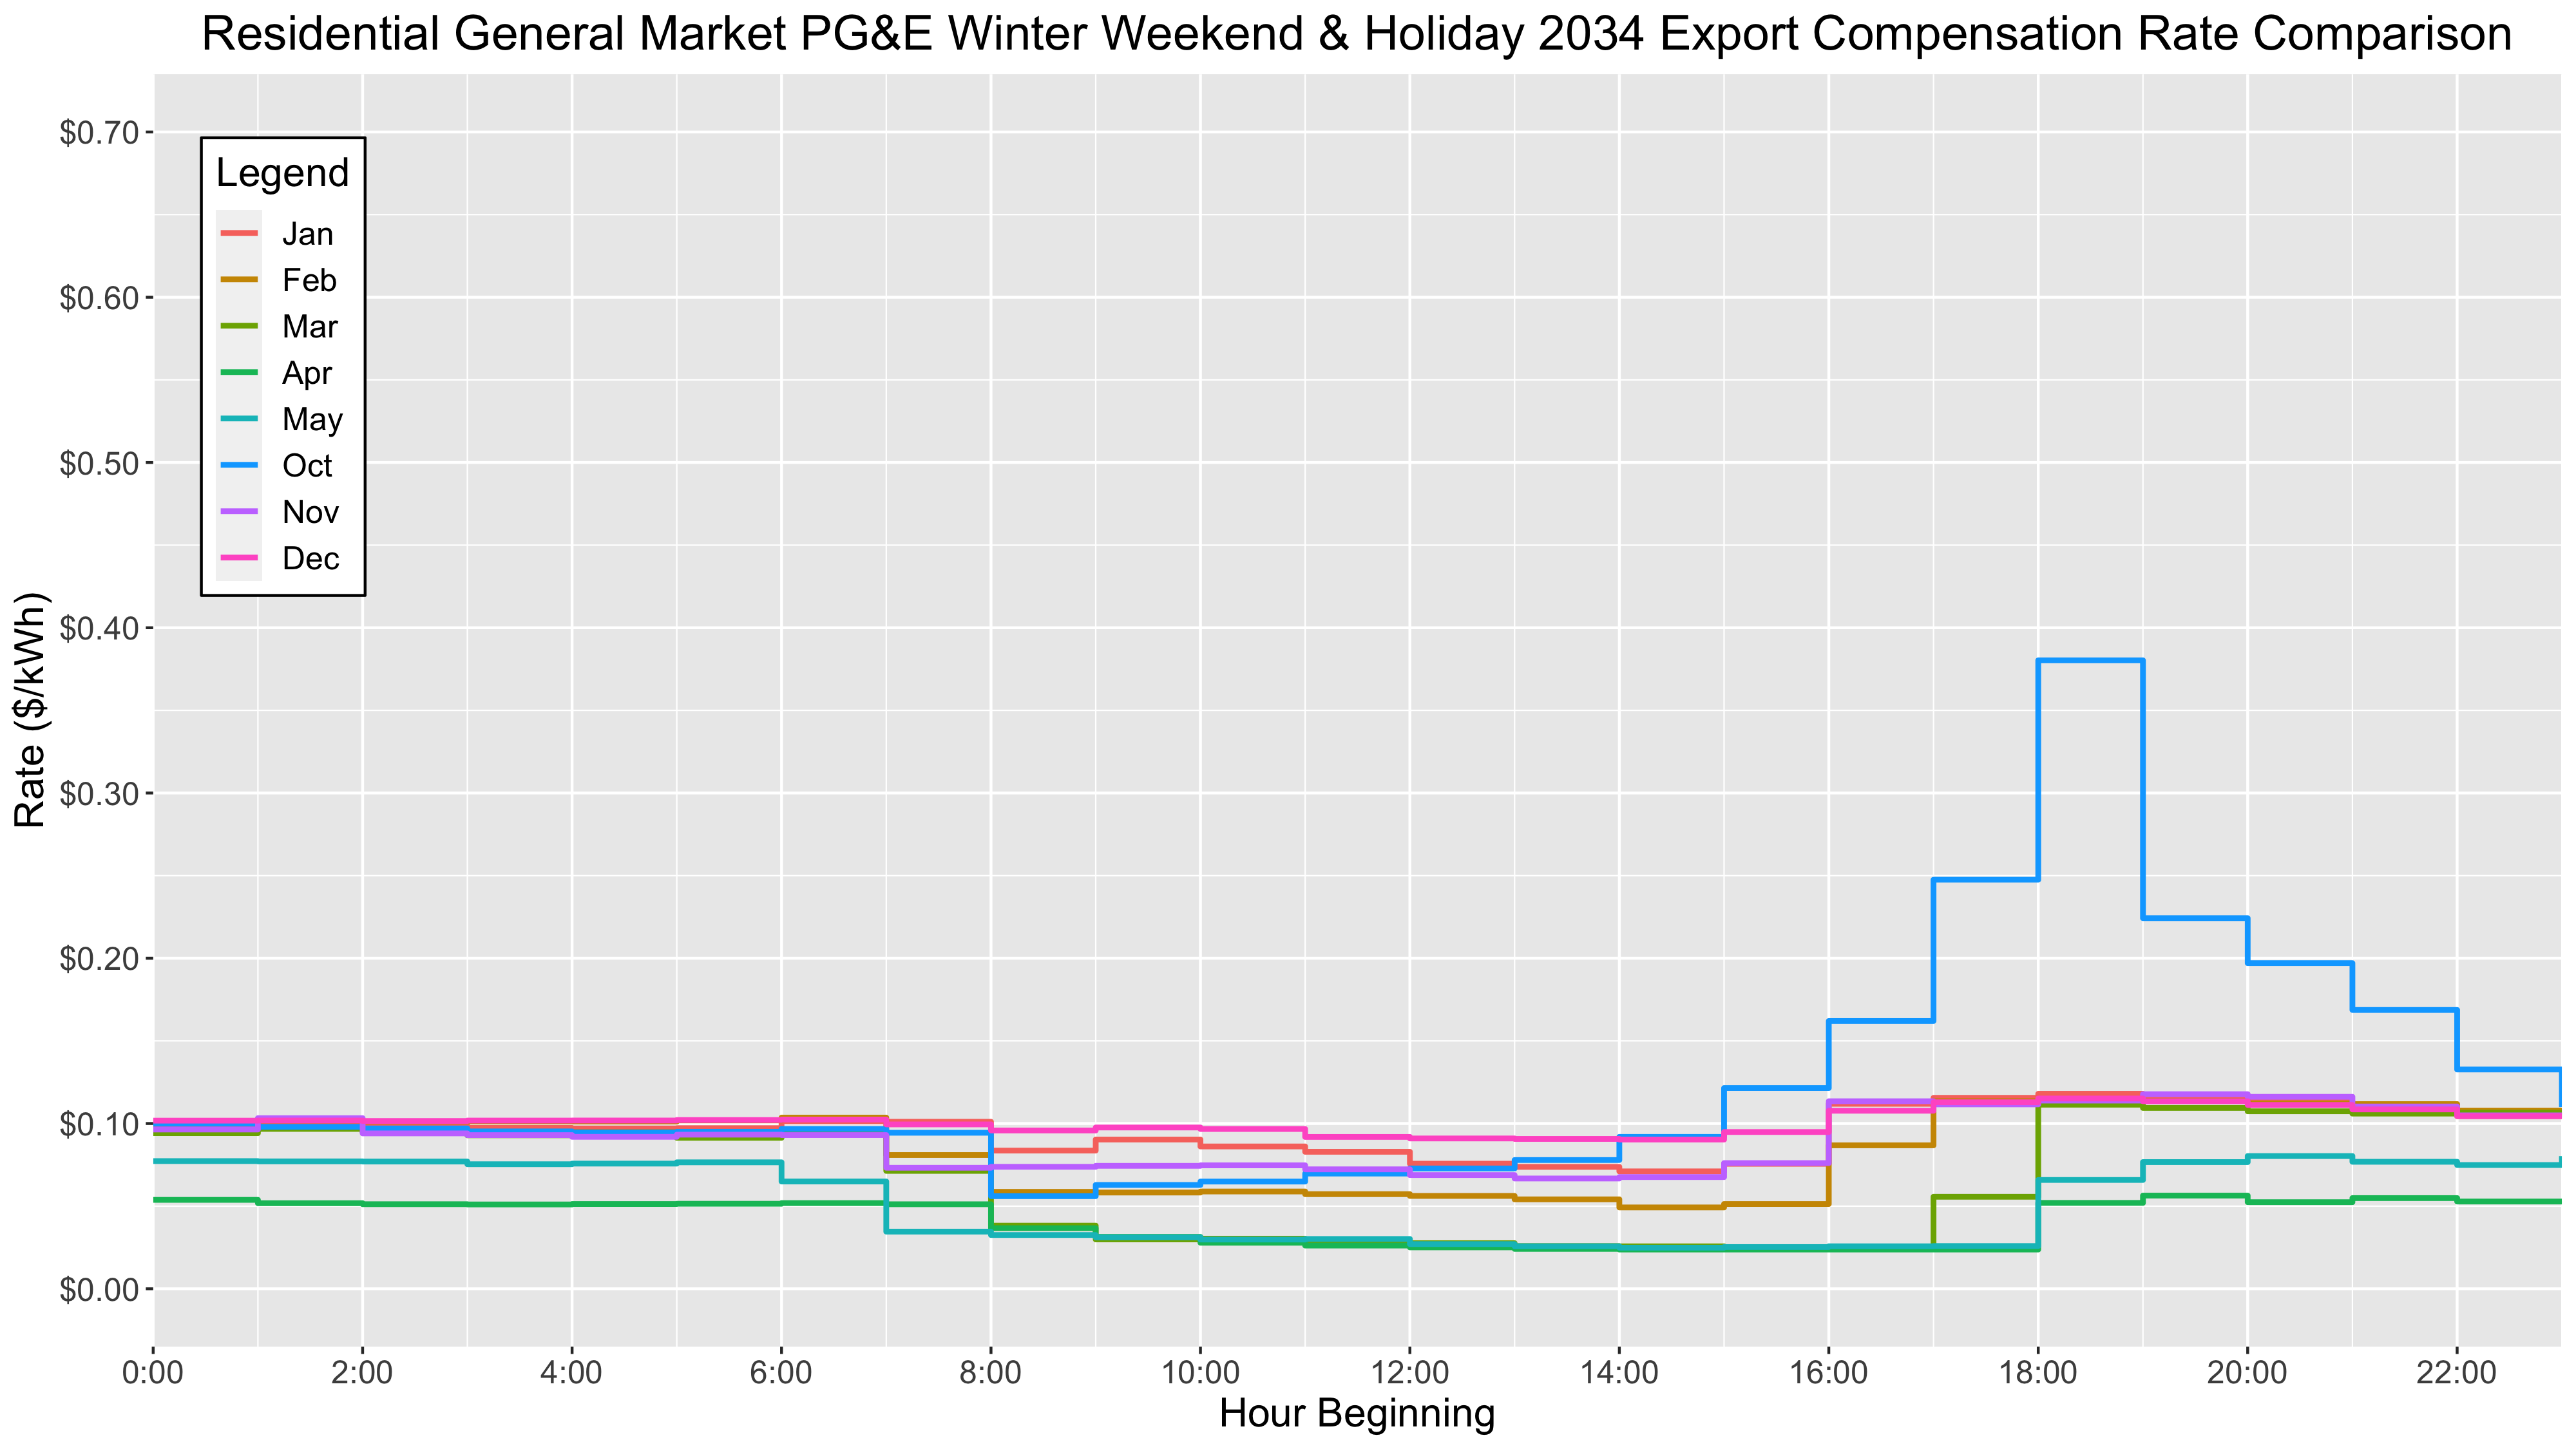 Residential General Market PG&E Winter Weekend & Holiday 2034 Export Compensation Rate Comparison
$0.70
$0.60
$0.50
$0.40
$0.30
$0.20
$0.10
$0.00
Rate ($/kWh)
Legend
Jan
Feb
Mar
Apr
May
Oct
Nov
Dec
0:00 2:00 4:00 6:00 8:00 10:00 12:00 14:00 16:00 18:00 20:00 22:00
Hour Beginning